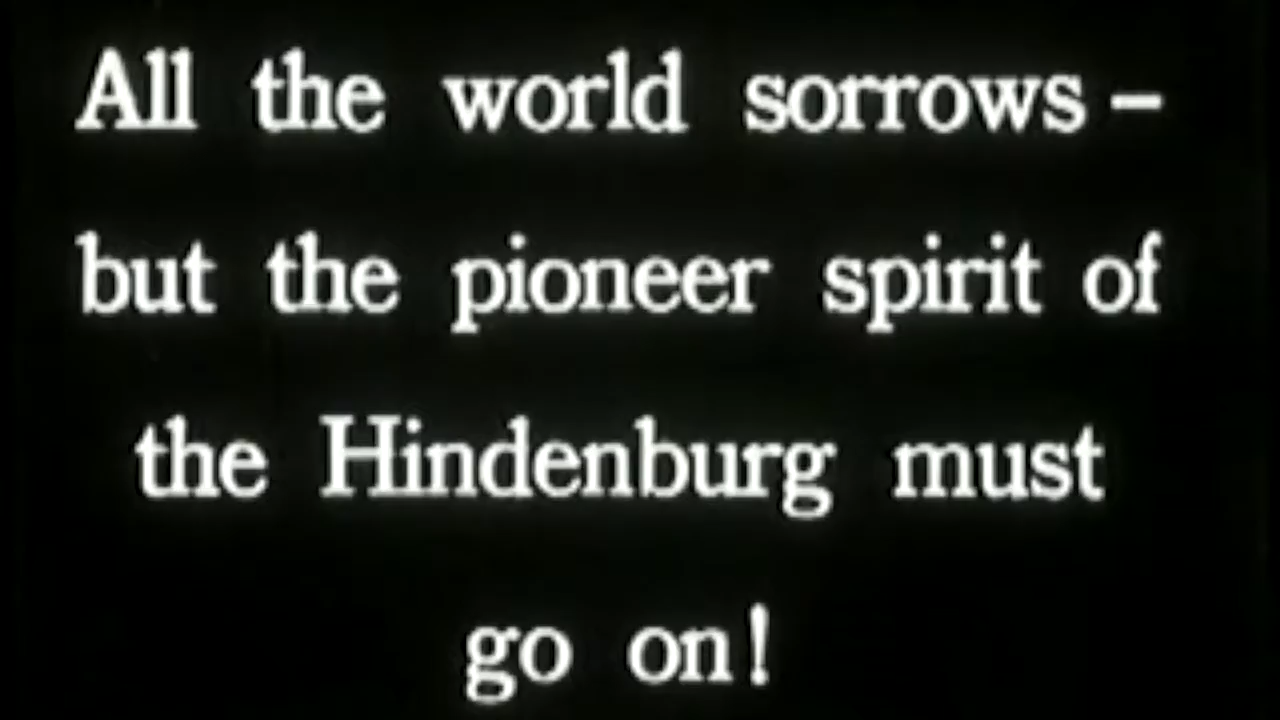 All the world sorrows –
but the pioneer spirit of
the Hindenburg must
go on!